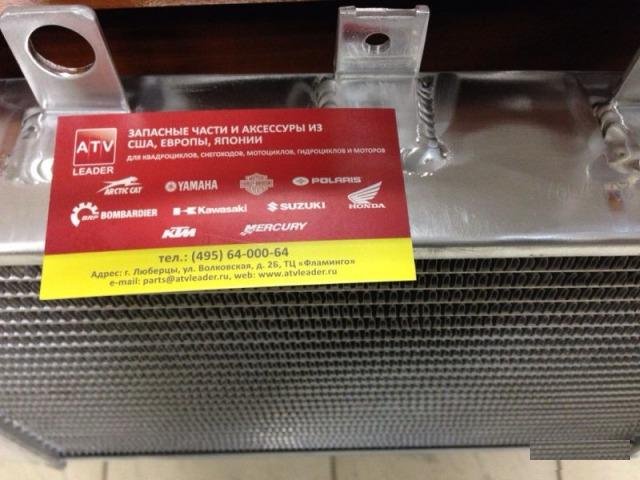 ATV
LEADER
ЗАПАСНЫЕ ЧАСТИ И АКСЕССУРЫ ИЗ
США, ЕВРОПЫ, ЯПОНИИ
ДЛЯ КВАДРОЦИКЛОВ, СНЕГОХОДОВ, МОТОЦИКЛОВ, ГИДРОЦИКЛОВ И МОТОРОВ
ARCTIC CAT YAMAHA POLARIS
BRP BOMBARDIER Kawasaki SUZUKI HONDA
KTM MERCURY
тел.: (495) 64-000-64
Адрес: г. Люберцы, ул. Волковская, д. 2Б, ТЦ «Фламинго»
e-mail: parts@atvleader.ru, web: www.atvleader.ru